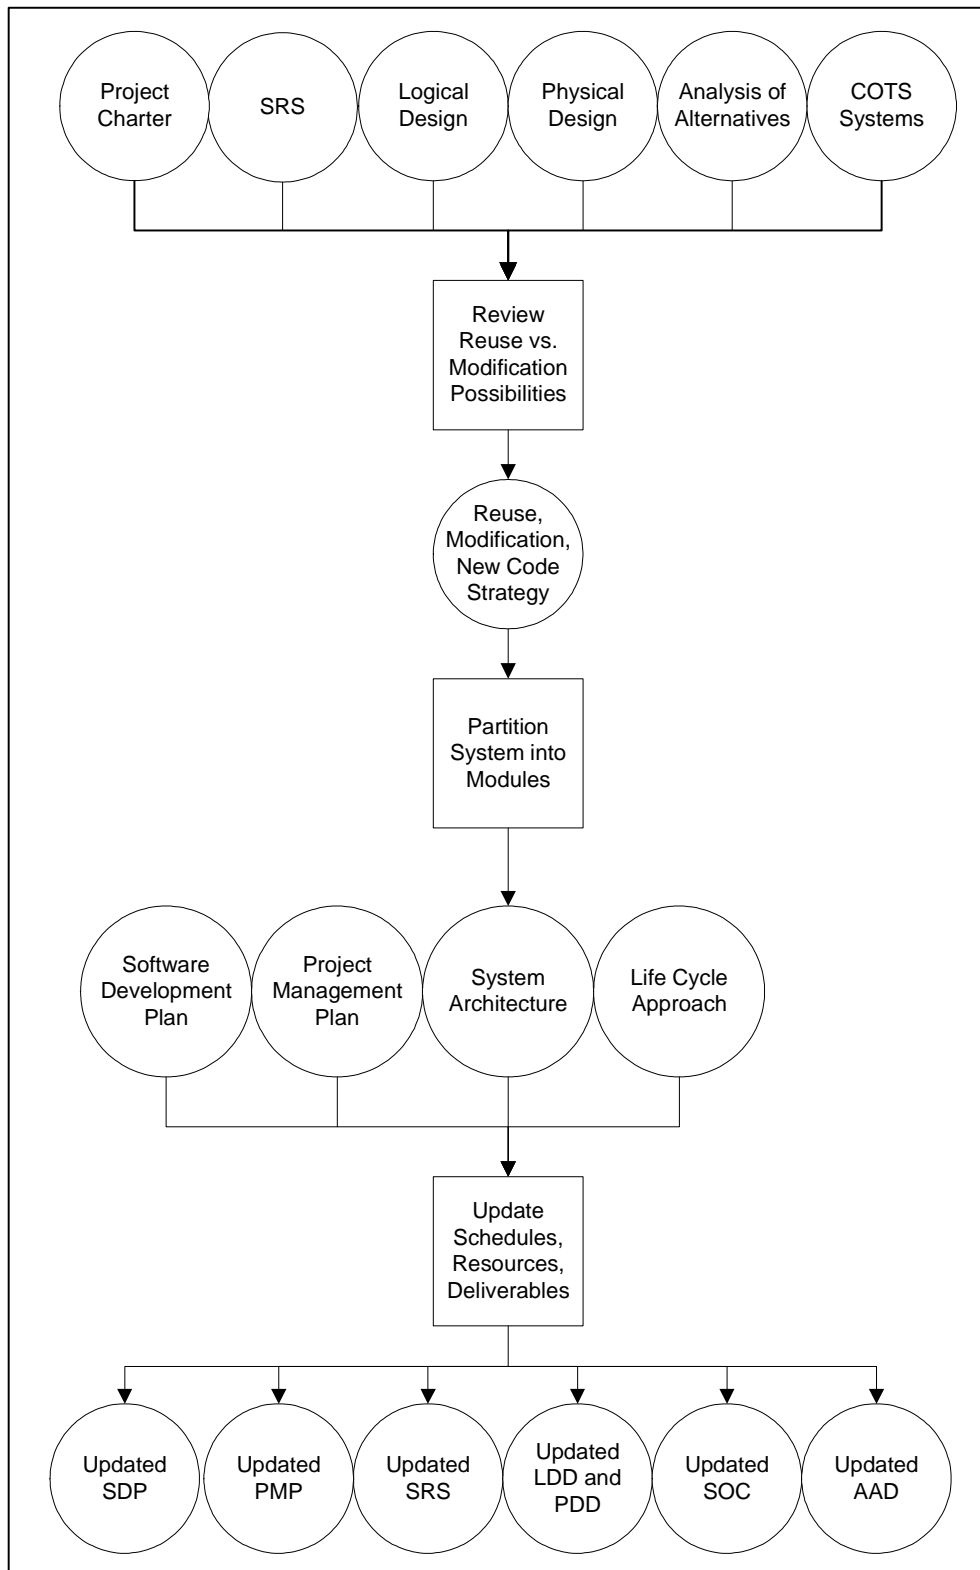 Project
Charter
SRS
Logical
Design
Physical
Design
Analysis of
Alternatives
COTS
Systems
Review
Reuse vs.
Modification
Possibilities
Reuse,
Modification,
New Code
Strategy
Partition
System into
Modules
Software
Development
Plan
Project
Management
Plan
System
Architecture
Life Cycle
Approach
Update
Schedules,
Resources,
Deliverables
Updated
SDP
Updated
PMP
Updated
SRS
Updated
LDD and
PDD
Updated
SOC
Updated
AAD